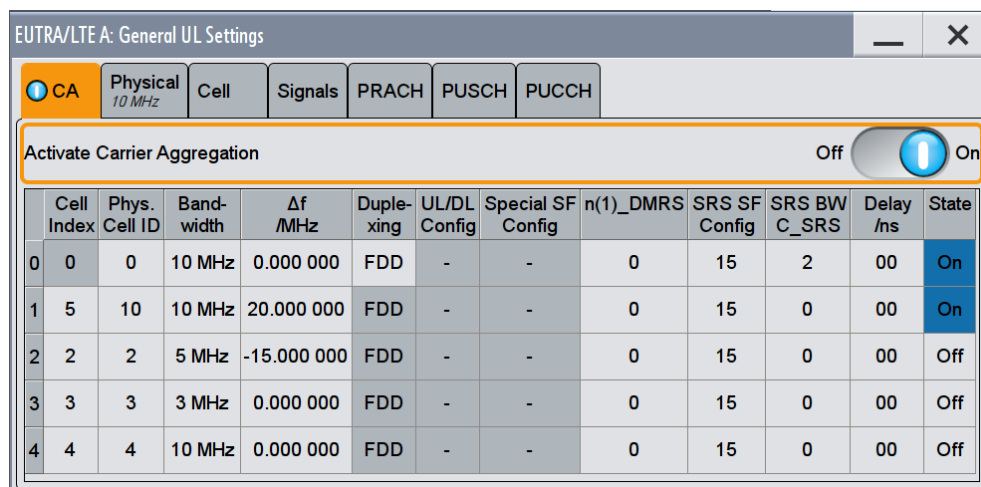 EUTRA/LTE A: General UL Settings
CA Physical 10 MHz Cell Signals PRACH PUSCH PUCCH
Activate Carrier Aggregation Off On
Cell Index Phys. Cell ID Band-width Δf /MHz Duple-xing UL/DL Config Special SF Config n(1)_DMRS SRS SF Config SRS BW C_SRS Delay /ns State
0 0 0 10 MHz 0.000 000 FDD - - 0 15 2 00 On
1 5 10 10 MHz 20.000 000 FDD - - 0 15 0 00 On
2 2 2 5 MHz -15.000 000 FDD - - 0 15 0 00 Off
3 3 3 3 MHz 0.000 000 FDD - - 0 15 0 00 Off
4 4 4 10 MHz 0.000 000 FDD - - 0 15 0 00 Off